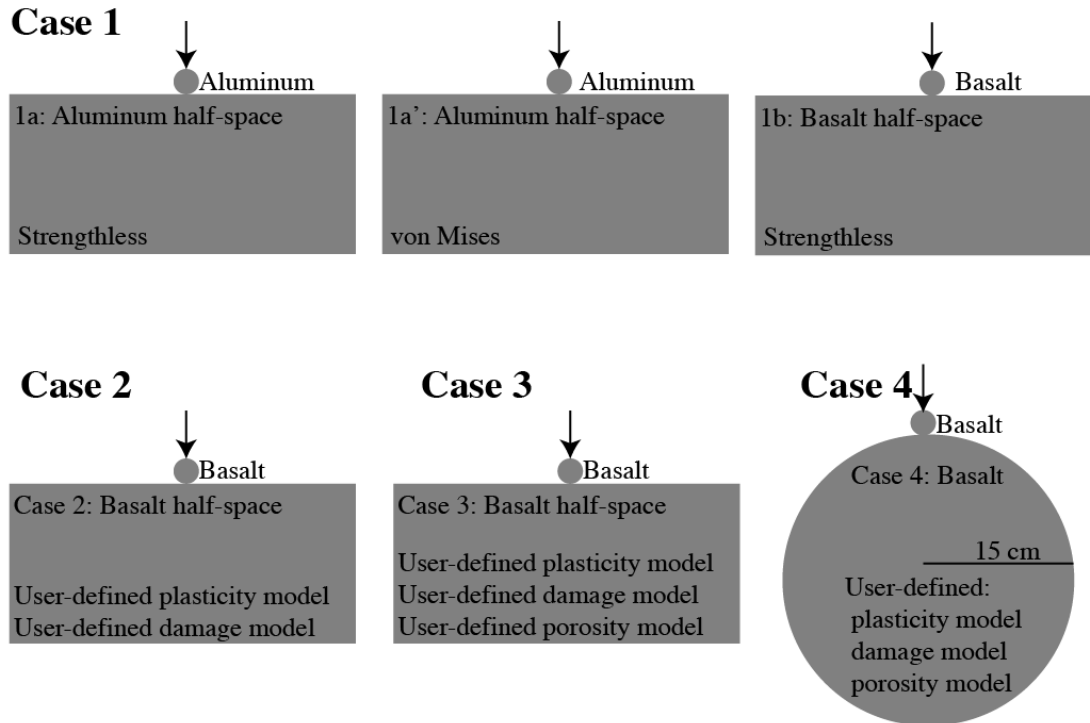 Case 1
Aluminum
1a: Aluminum half-space
Strengthless
Aluminum
1a’: Aluminum half-space
von Mises
Basalt
1b: Basalt half-space
Strengthless
Case 2
Basalt
Case 2: Basalt half-space
User-defined plasticity model
User-defined damage model
Case 3
Basalt
Case 3: Basalt half-space
User-defined plasticity model
User-defined damage model
User-defined porosity model
Case 4
Basalt
Case 4: Basalt
15 cm
User-defined:
plasticity model
damage model
porosity model